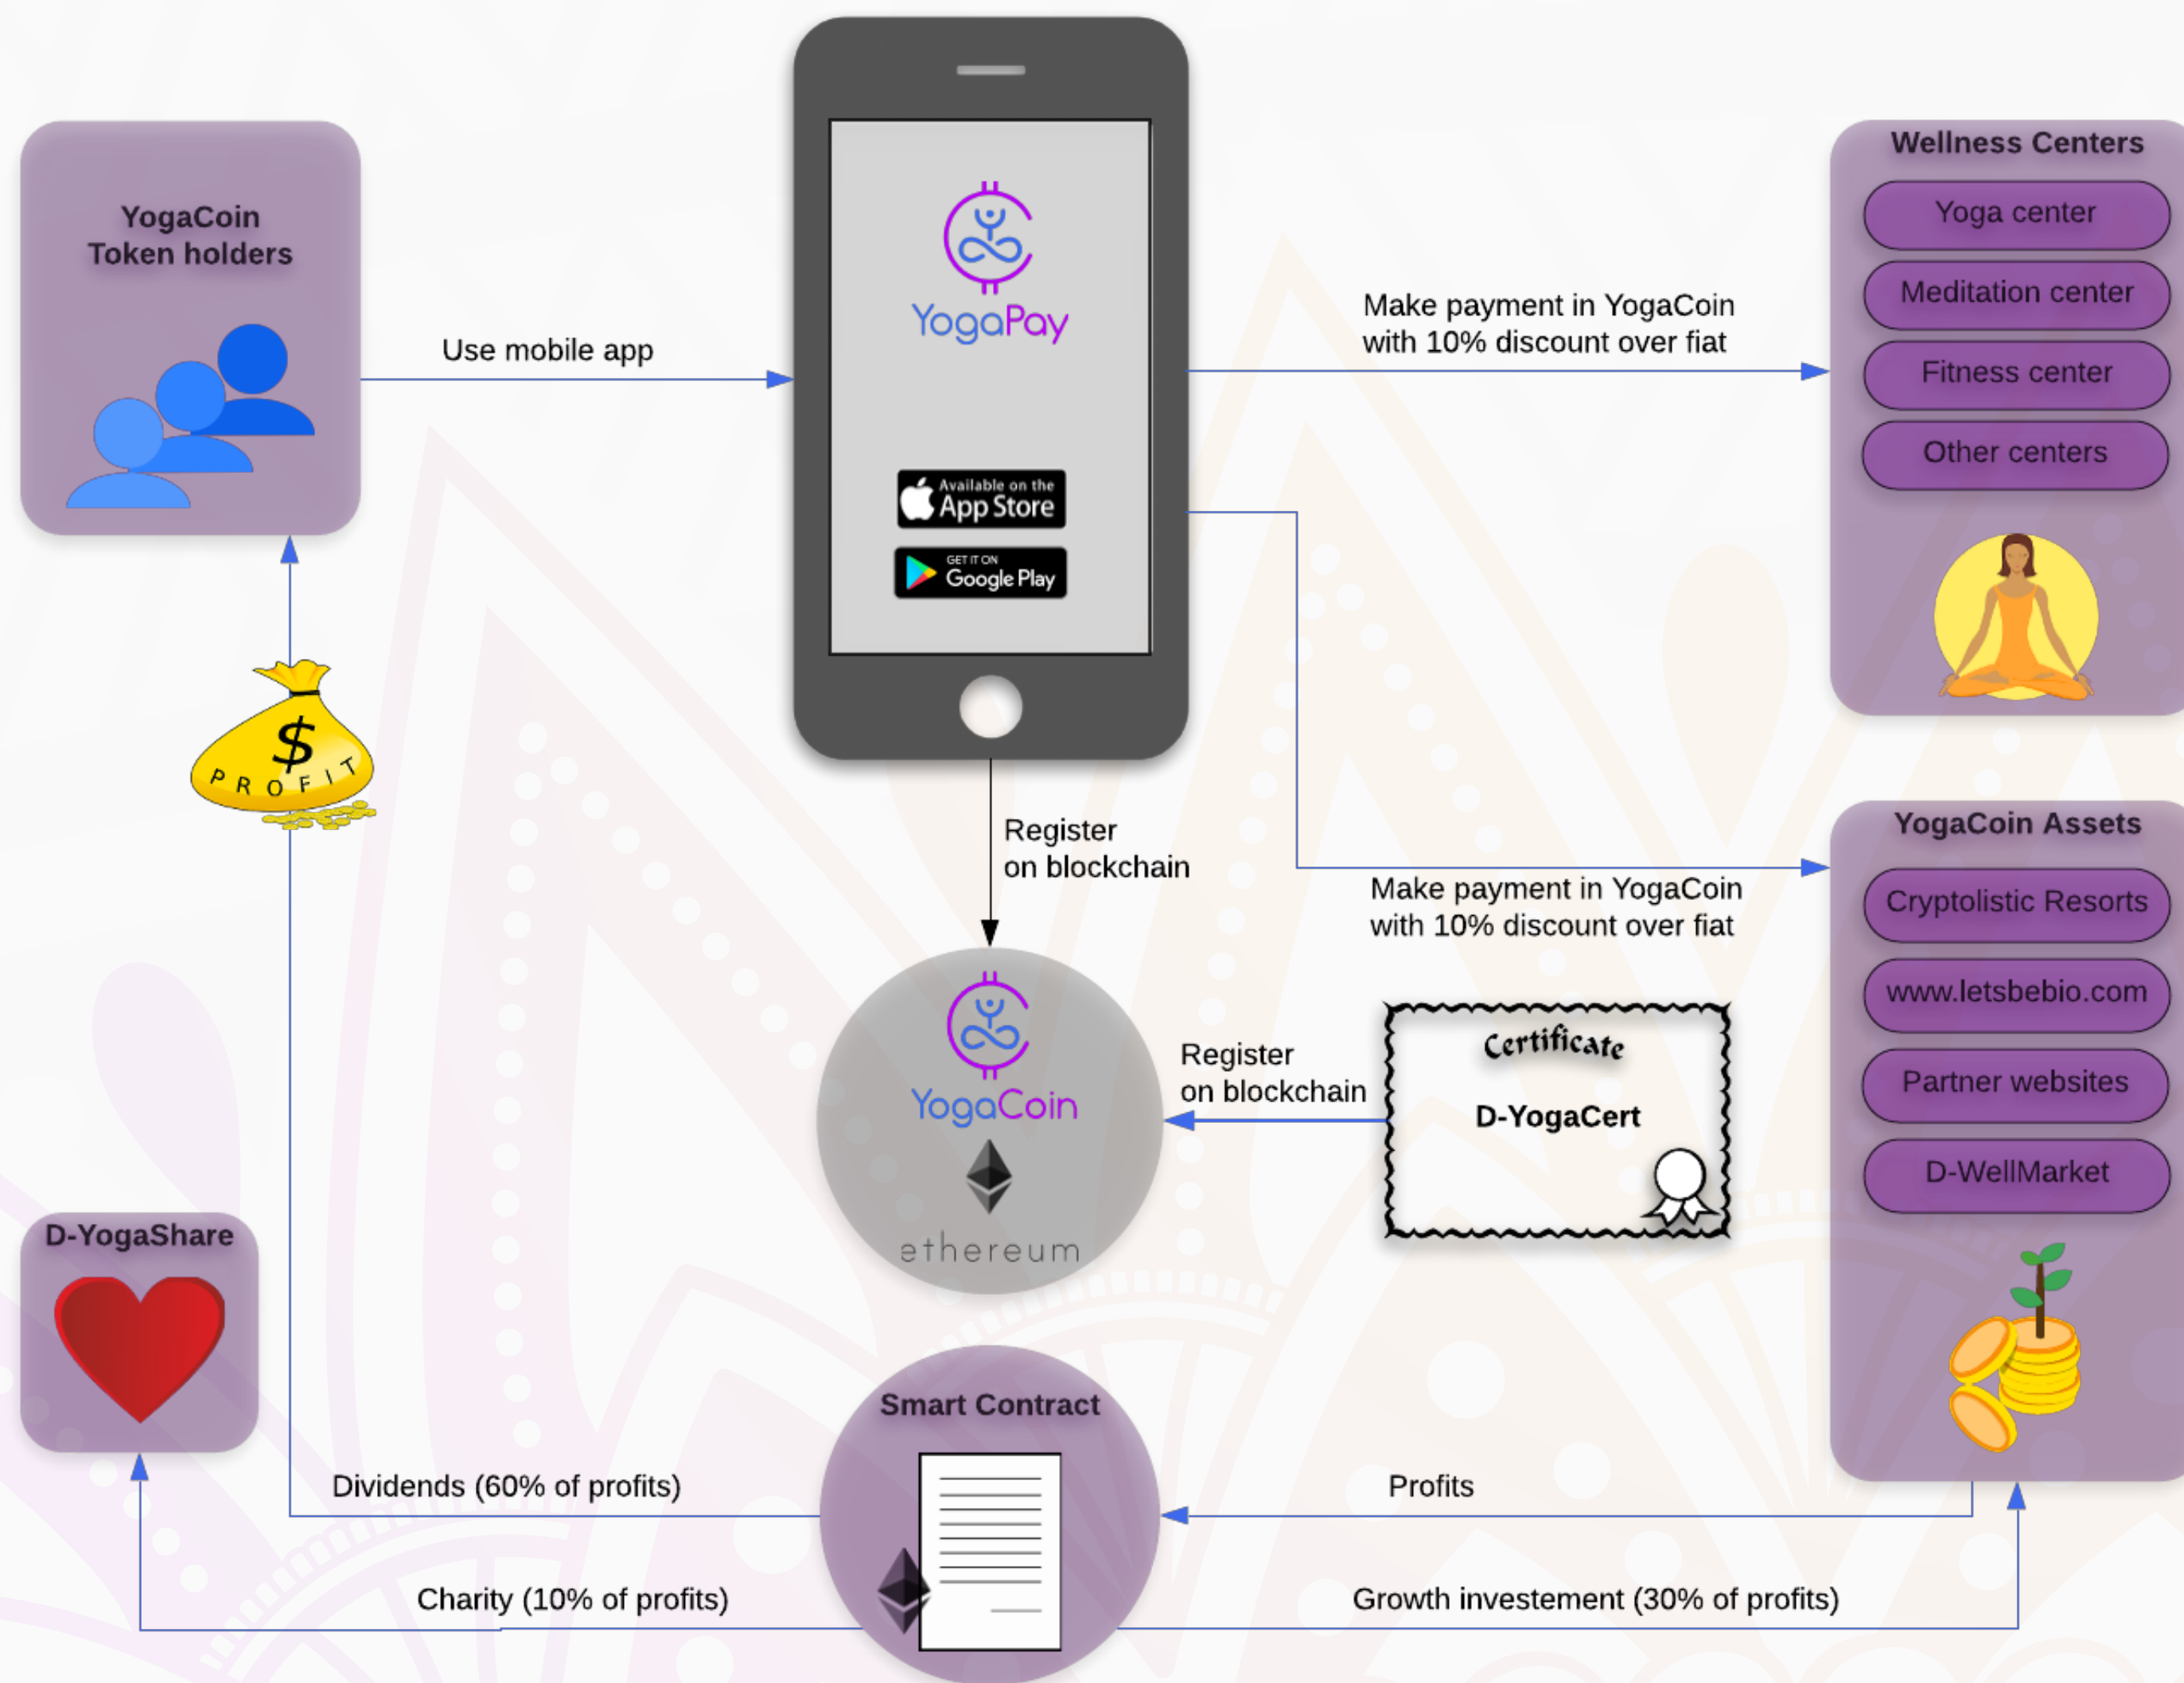 YogaCoin
Token holders
Use mobile app
YogaPay
Available on the
App Store
GET IT ON
Google Play
Make payment in YogaCoin
with 10% discount over fiat
Wellness Centers
Yoga center
Meditation center
Fitness center
Other centers
$
PROFIT
Register
on blockchain
Make payment in YogaCoin
with 10% discount over fiat
YogaCoin Assets
Cryptolistic Resorts
www.letsbebio.com
Partner websites
D-WellMarket
YogaCoin
ethereum
Register
on blockchain
Certificate
D-YogaCert
D-YogaShare
Smart Contract
Dividends (60% of profits)
Profits
Charity (10% of profits)
Growth investement (30% of profits)